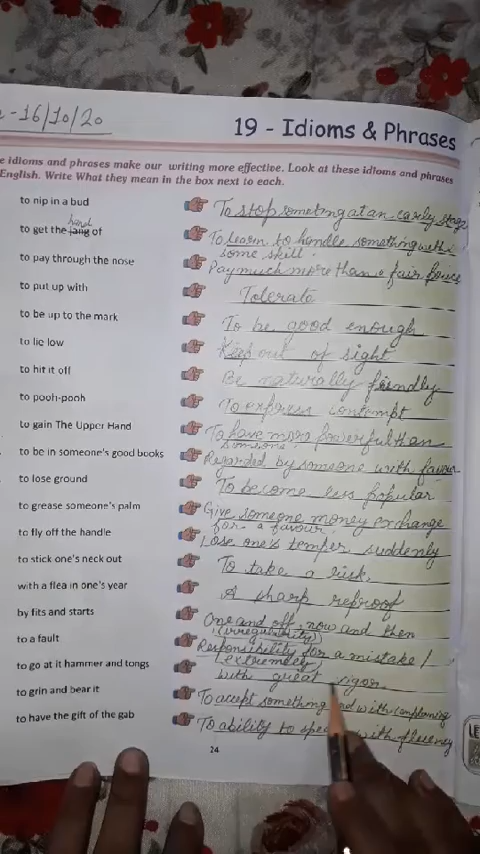 -16/10/20
19 - Idioms & Phrases
e idioms and phrases make our writing more effective. Look at these idioms and phrases
English. Write What they mean in the box next to each.
to nip in a bud To stop someting at an early stage
to get the jang hand of To learn to handle something with
some skill.
to pay through the nose Pay much more than a fair
to put up with Tolerate
to be up to the mark To be good enough
to lie low Keep out of sight
to hit it off Be naturally friendly
to pooh-pooh To express contempt
to gain The Upper Hand To have more powerful than
someone
to be in someone's good books Regarded by someone with favour
to lose ground To become less popular
to grease someone's palm Give someone money exchange
for a favour
to fly off the handle Lose one's temper suddenly
to stick one's neck out To take a risk.
with a flea in one's year A sharp reproof
by fits and starts One and off, now and then
(irregularity)
to a fault Responsibility for a mistake/
(extremely)
to go at it hammer and tongs with great vigor
to grin and bear it To accept something with complaining
to have the gift of the gab To ability to with fluency
24
LE